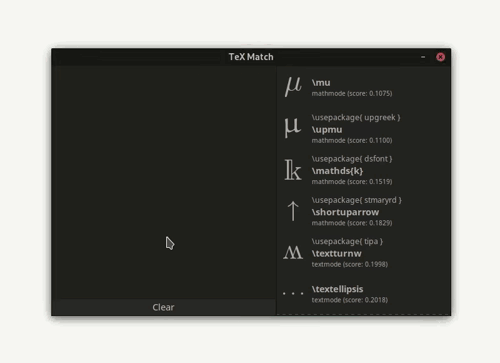 TeX Match
μ
\mu
mathmode (score: 0.1075)
\usepackage{ upgreek }
μ
\upmu
mathmode (score: 0.1100)
\usepackage{ dsfont }
𝕜
\mathds{k}
mathmode (score: 0.1519)
\usepackage{ stmaryrd }
↑
\shortuparrow
mathmode (score: 0.1829)
\usepackage{ tipa }
ʍ
\textturnw
textmode (score: 0.1998)
...
\textellipsis
textmode (score: 0.2018)
Clear